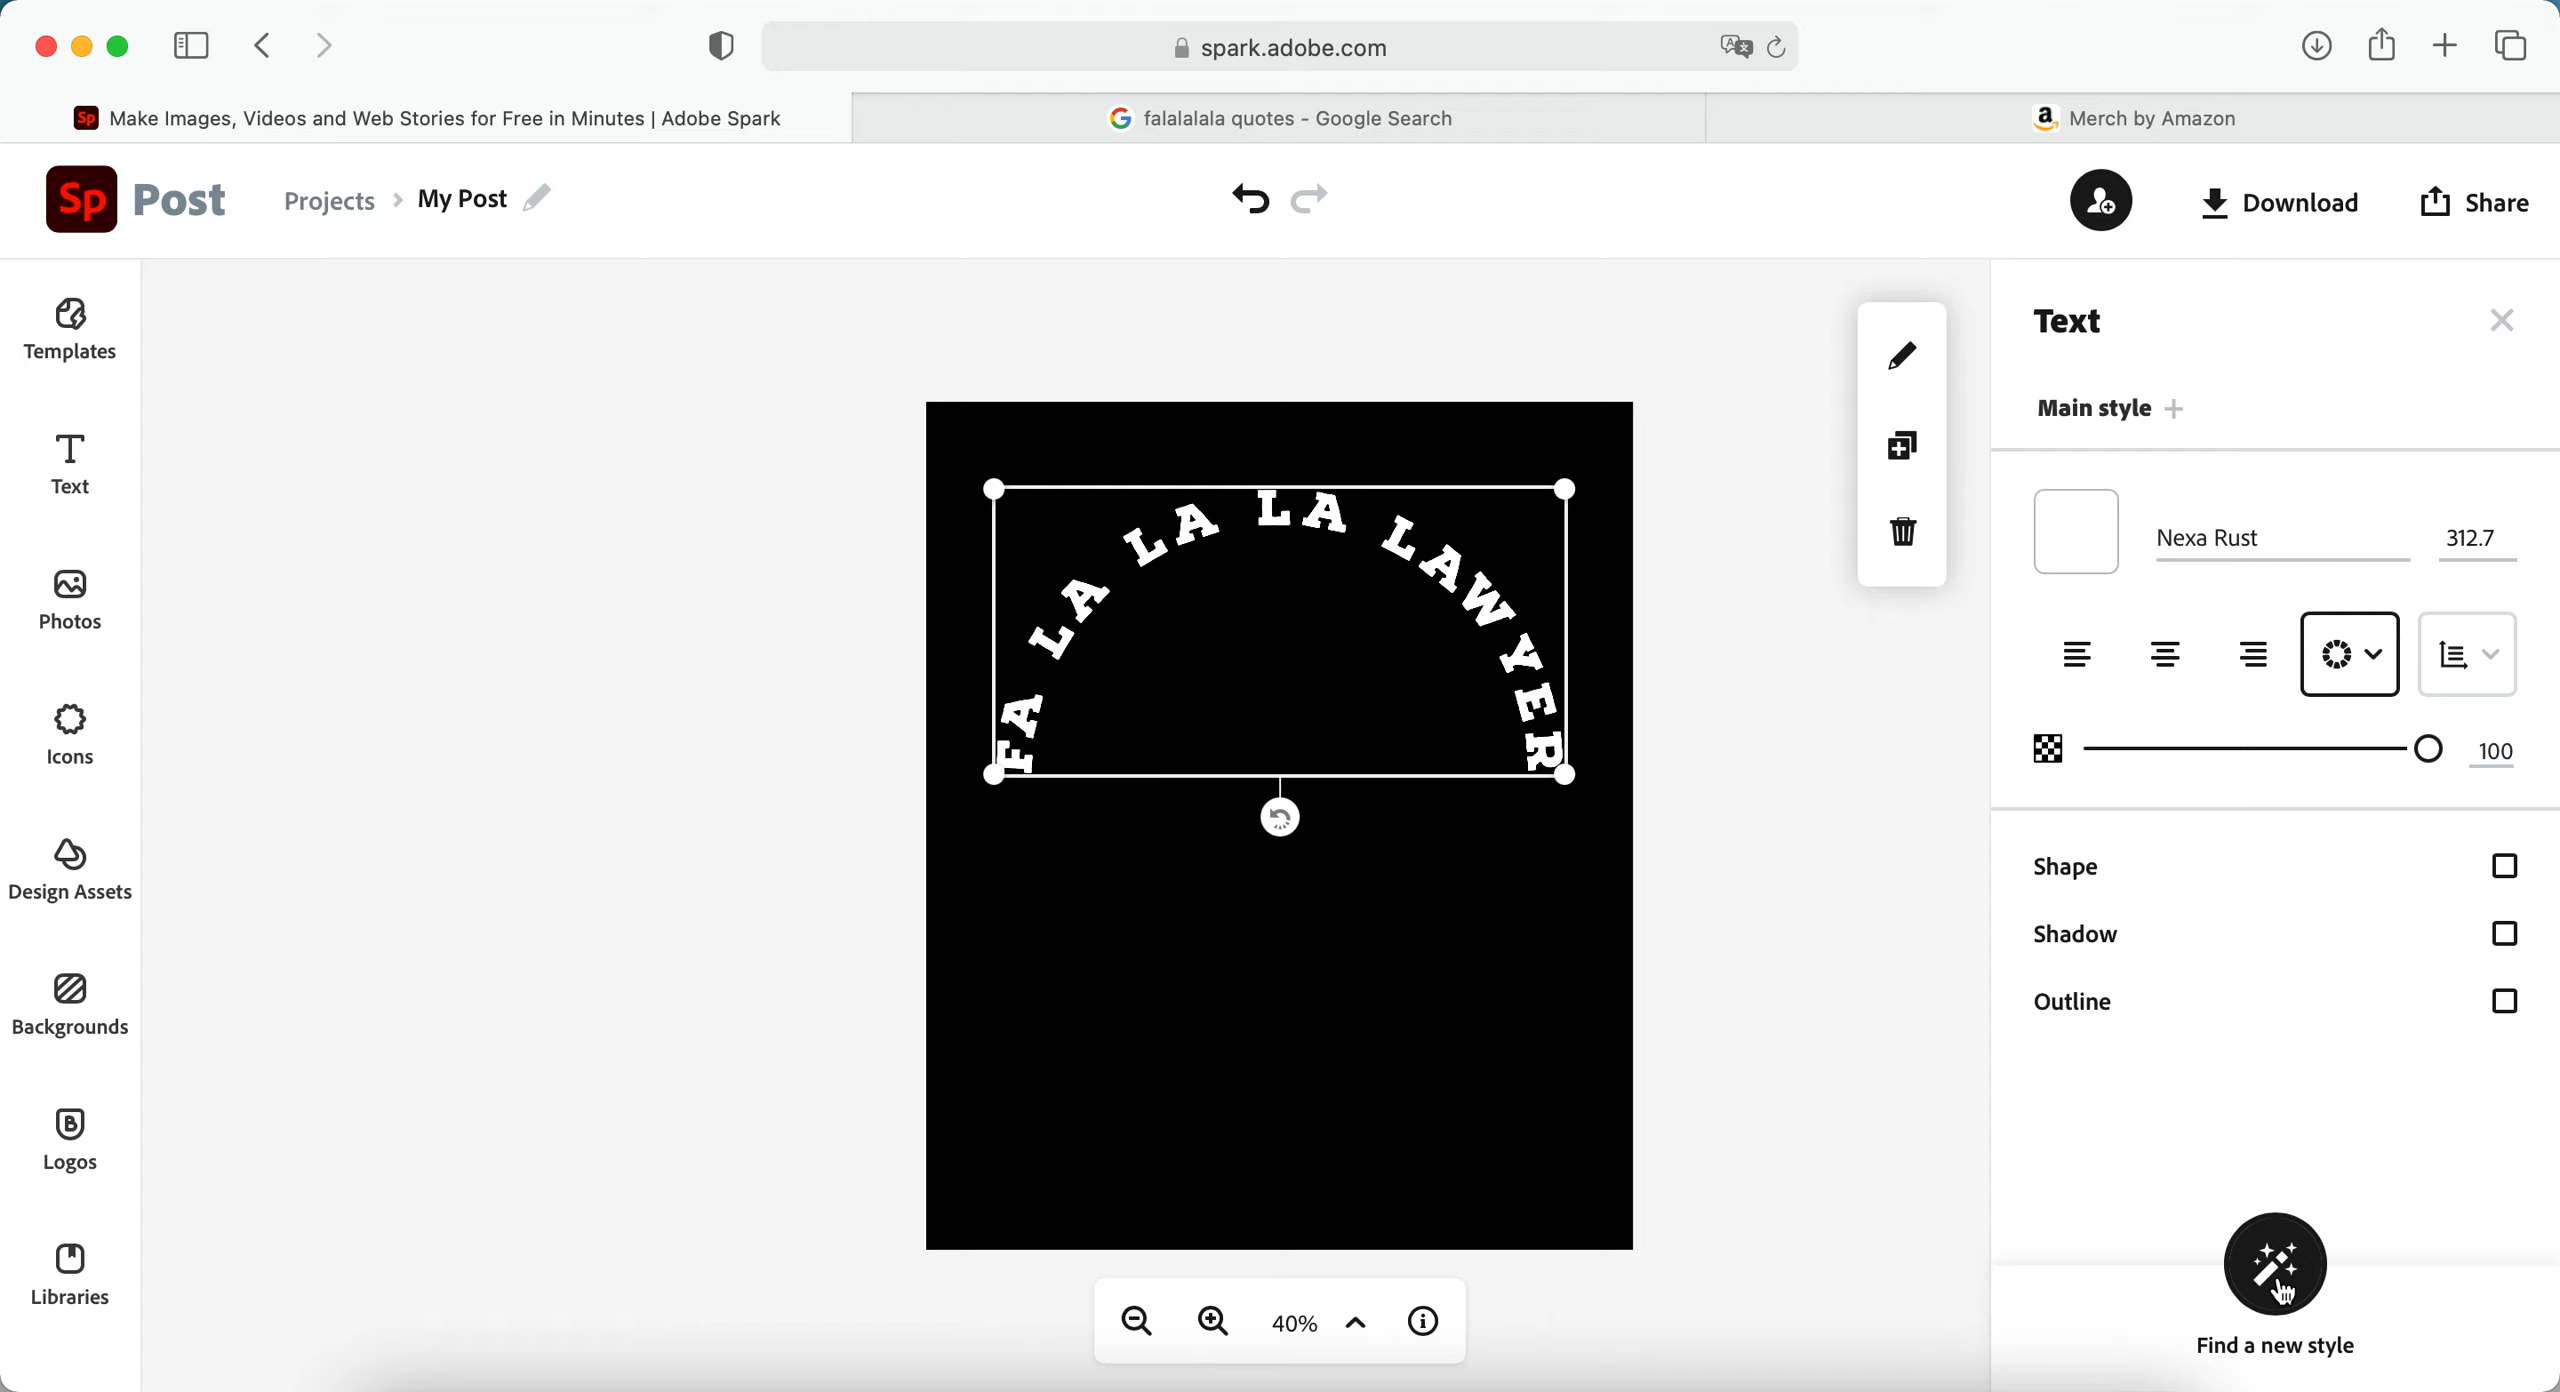 spark.adobe.com
Sp Make Images, Videos and Web Stories for Free in Minutes | Adobe Spark
G falalalala quotes - Google Search
a Merch by Amazon
Sp Post
Projects > My Post
Download
Share
Templates
Text
Photos
Icons
Design Assets
Backgrounds
B
Logos
Libraries
FA LA LA LA LAWYER
40%
Text
Main style +
Nexa Rust
312.7
100
Shape
Shadow
Outline
Find a new style